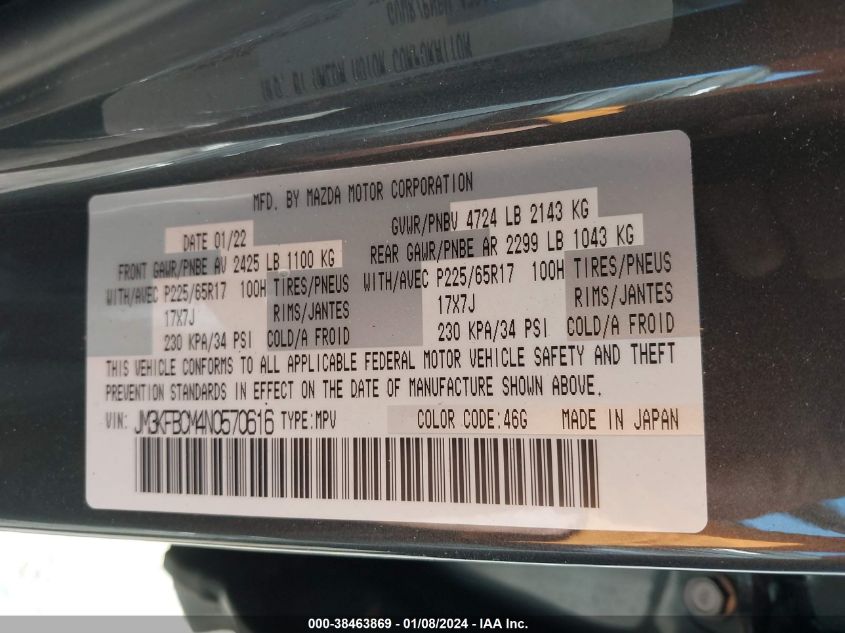 MFD. BY MAZDA MOTOR CORPORATION
DATE 01/22 GVWR/PNBV 4724 LB 2143 KG
FRONT GAWR/PNBE AV 2425 LB 1100 KG REAR GAWR/PNBE AR 2299 LB 1043 KG
WITH/AVEC P225/65R17 100H TIRES/PNEUS WITH/AVEC P225/65R17 100H TIRES/PNEUS
17X7J RIMS/JANTES 17X7J RIMS/JANTES
230 KPA/34 PSI COLD/A FROID 230 KPA/34 PSI COLD/A FROID
THIS VEHICLE CONFORMS TO ALL APPLICABLE FEDERAL MOTOR VEHICLE SAFETY AND THEFT
PREVENTION STANDARDS IN EFFECT ON THE DATE OF MANUFACTURE SHOWN ABOVE.
VIN: JM3KFBCM4N0570616 TYPE:MPV COLOR CODE:46G MADE IN JAPAN
000-38463869 - 01/08/2024 - IAA Inc.